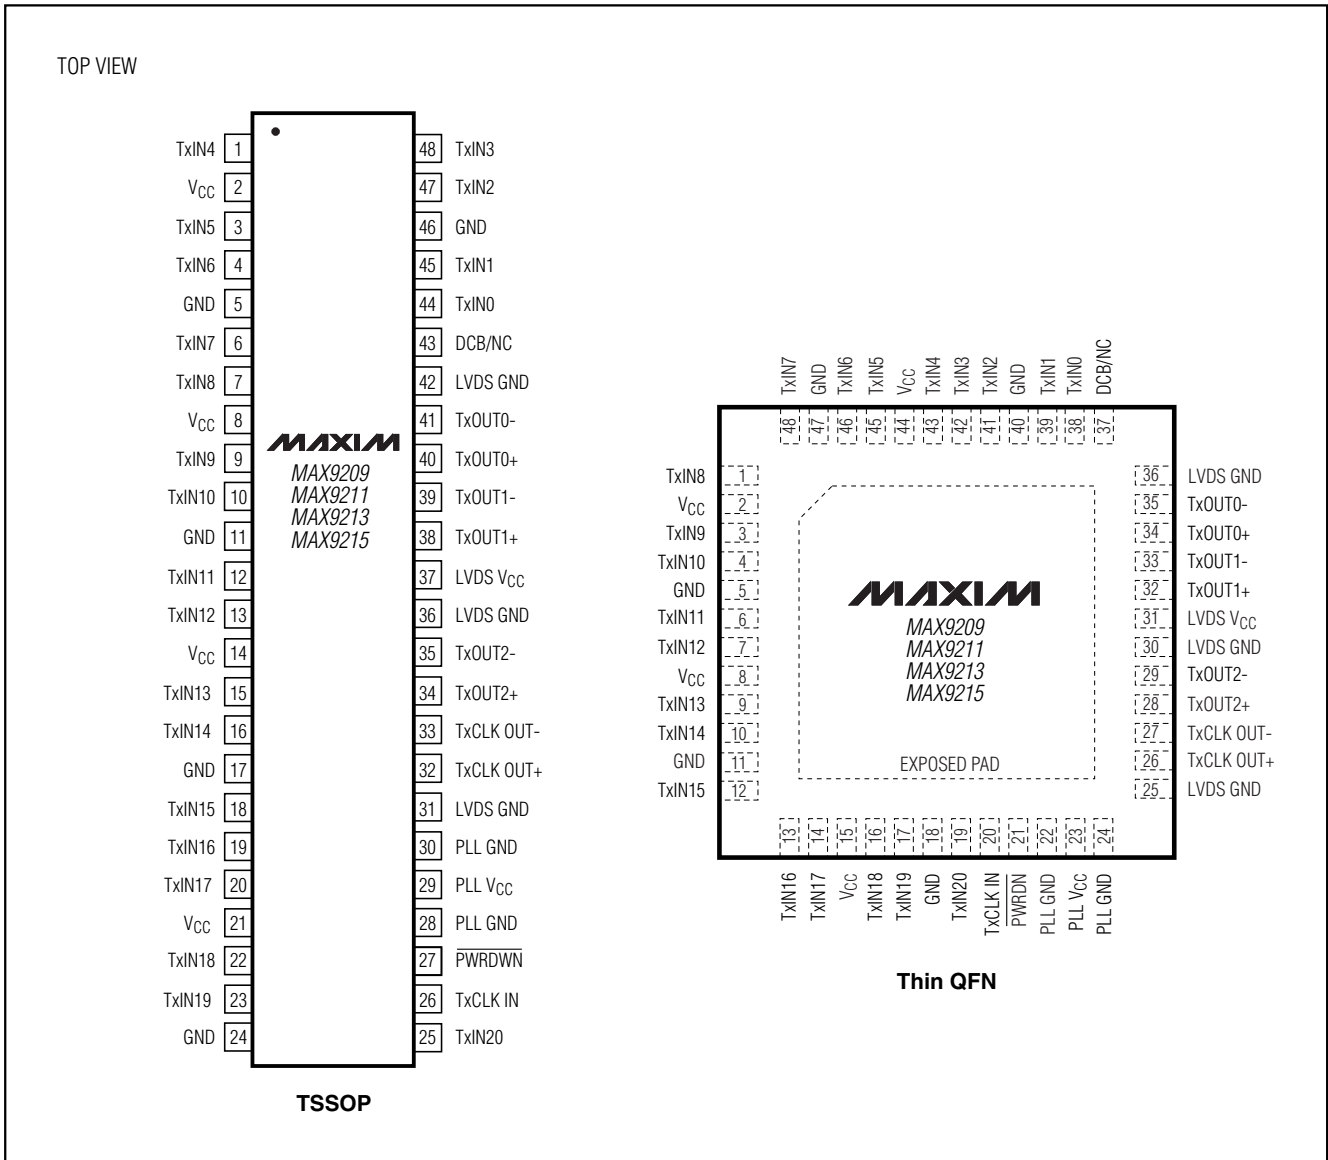 TOP VIEW
TxIN4 1
VCC 2
TxIN5 3
TxIN6 4
GND 5
TxIN7 6
TxIN8 7
VCC 8
TxIN9 9
TxIN10 10
GND 11
TxIN11 12
TxIN12 13
VCC 14
TxIN13 15
TxIN14 16
GND 17
TxIN15 18
TxIN16 19
TxIN17 20
VCC 21
TxIN18 22
TxIN19 23
GND 24
MAXIM
MAX9209
MAX9211
MAX9213
MAX9215
48 TxIN3
47 TxIN2
46 GND
45 TxIN1
44 TxIN0
43 DCB/NC
42 LVDS GND
41 TxOUT0-
40 TxOUT0+
39 TxOUT1-
38 TxOUT1+
37 LVDS VCC
36 LVDS GND
35 TxOUT2-
34 TxOUT2+
33 TxCLK OUT-
32 TxCLK OUT+
31 LVDS GND
30 PLL GND
29 PLL VCC
28 PLL GND
27 PWRDWN
26 TxCLK IN
25 TxIN20
TSSOP
TxIN7 48
GND 47
TxIN6 46
TxIN5 45
VCC 44
TxIN4 43
TxIN3 42
TxIN2 41
GND 40
TxIN1 39
TxIN0 38
DCB/NC 37
TxIN8 1
VCC 2
TxIN9 3
TxIN10 4
GND 5
TxIN11 6
TxIN12 7
VCC 8
TxIN13 9
TxIN14 10
GND 11
TxIN15 12
MAXIM
MAX9209
MAX9211
MAX9213
MAX9215
EXPOSED PAD
36 LVDS GND
35 TxOUT0-
34 TxOUT0+
33 TxOUT1-
32 TxOUT1+
31 LVDS VCC
30 LVDS GND
29 TxOUT2-
28 TxOUT2+
27 TxCLK OUT-
26 TxCLK OUT+
25 LVDS GND
13 TxIN16
14 TxIN17
15 VCC
16 TxIN18
17 TxIN19
18 GND
19 TxIN20
20 TxCLK IN
21 PWRDN
22 PLL GND
23 PLL VCC
24 PLL GND
Thin QFN